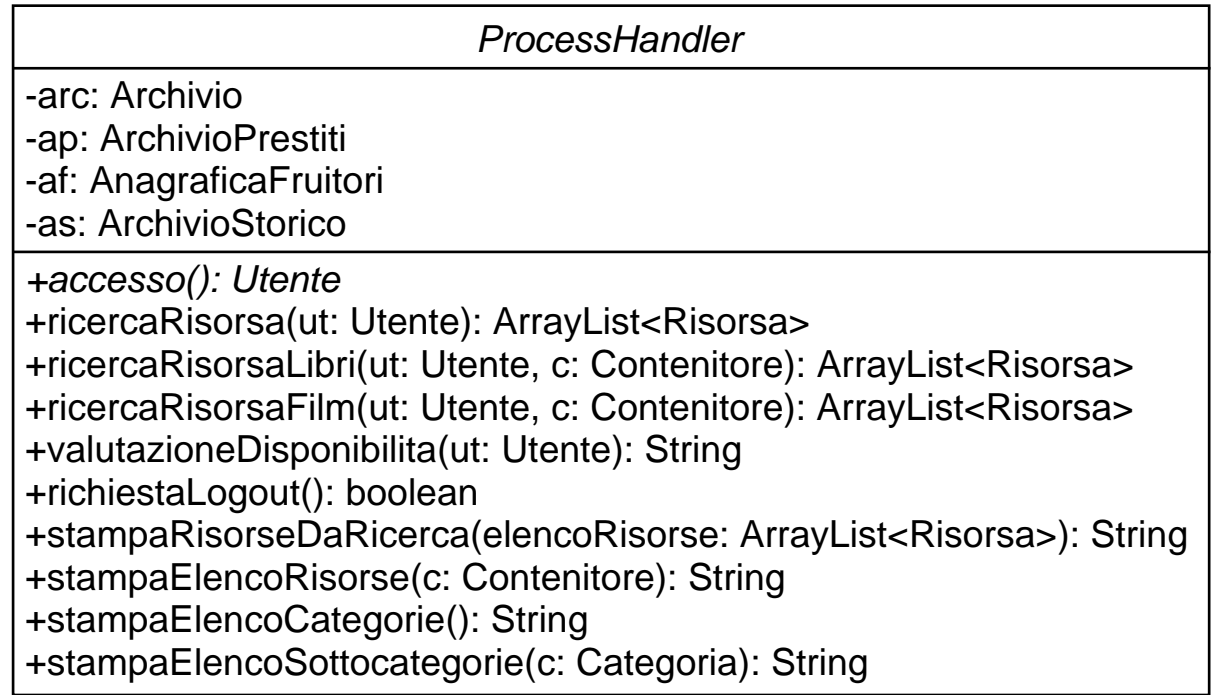 ProcessHandler
-arc: Archivio
-ap: ArchivioPrestiti
-af: AnagraficaFruitori
-as: ArchivioStorico
+accesso(): Utente
+ricercaRisorsa(ut: Utente): ArrayList<Risorsa>
+ricercaRisorsaLibri(ut: Utente, c: Contenitore): ArrayList<Risorsa>
+ricercaRisorsaFilm(ut: Utente, c: Contenitore): ArrayList<Risorsa>
+valutazioneDisponibilita(ut: Utente): String
+richiestaLogout(): boolean
+stampaRisorseDaRicerca(elencoRisorse: ArrayList<Risorsa>): String
+stampaElencoRisorse(c: Contenitore): String
+stampaElencoCategorie(): String
+stampaElencoSottocategorie(c: Categoria): String